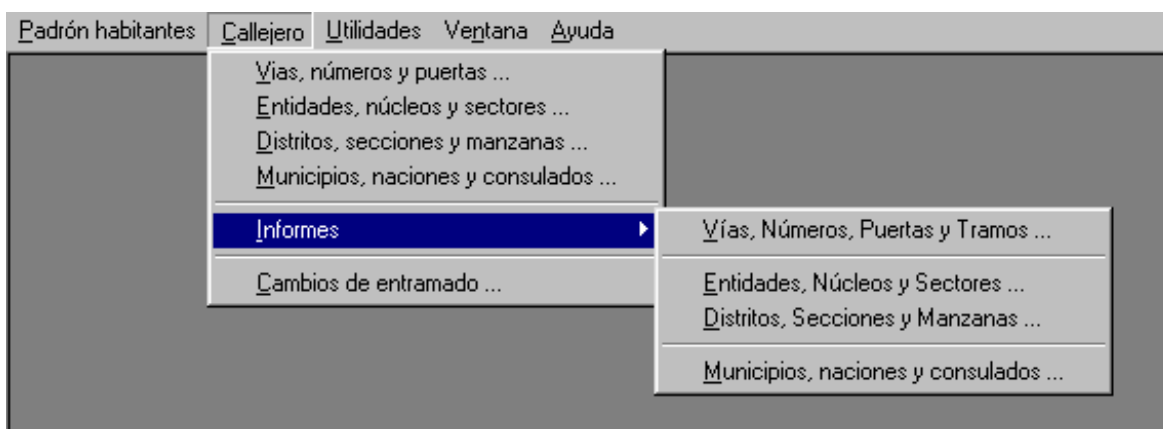 Padrón habitantes Callejero Utilidades Ventana Ayuda
Vias, números y puertas ...
Entidades, núcleos y sectores ...
Distritos, secciones y manzanas ...
Municipios, naciones y consulados ...
Informes
Cambios de entramado ...
Vías, Números, Puertas y Tramos ...
Entidades, Núcleos y Sectores ...
Distritos, Secciones y Manzanas ...
Municipios, naciones y consulados ...